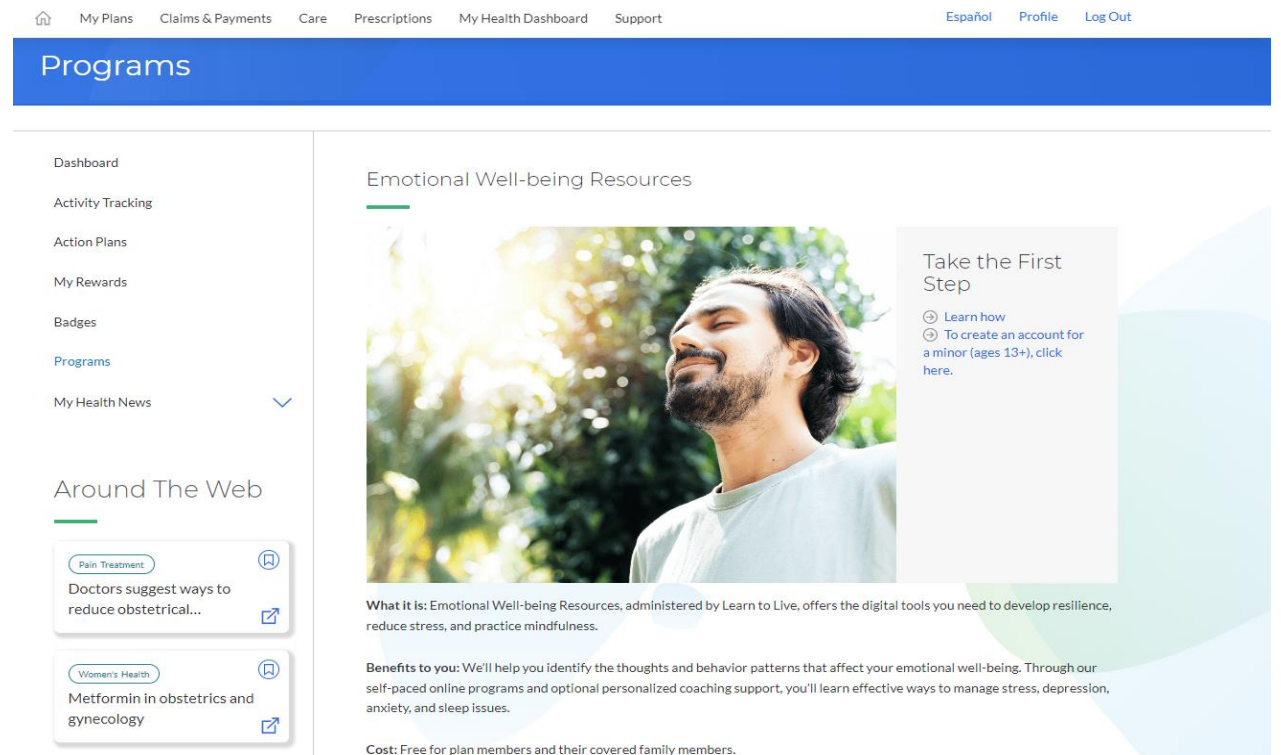 My Plans Claims & Payments Care Prescriptions My Health Dashboard Support Español Profile Log Out
Programs
Dashboard
Activity Tracking
Action Plans
My Rewards
Badges
Programs
My Health News
Around The Web
Pain Treatment
Doctors suggest ways to
reduce obstetrical...
Women's Health
Metformin in obstetrics and
gynecology
Emotional Well-being Resources
Take the First
Step
Learn how
To create an account for
a minor (ages 13+), click
here.
What it is: Emotional Well-being Resources, administered by Learn to Live, offers the digital tools you need to develop resilience,
reduce stress, and practice mindfulness.
Benefits to you: We'll help you identify the thoughts and behavior patterns that affect your emotional well-being. Through our
self-paced online programs and optional personalized coaching support, you'll learn effective ways to manage stress, depression,
anxiety, and sleep issues.
Cost: Free for plan members and their covered family members.